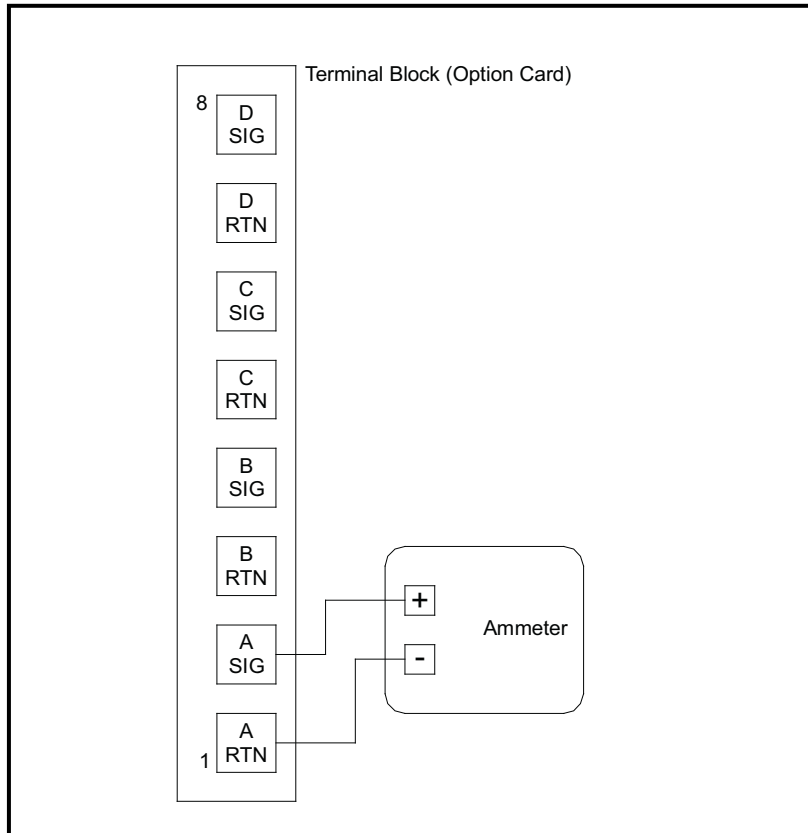 Terminal Block (Option Card)
8
D
SIG
D
RTN
C
SIG
C
RTN
B
SIG
B
RTN
A
SIG
A
RTN
1
+
-
Ammeter